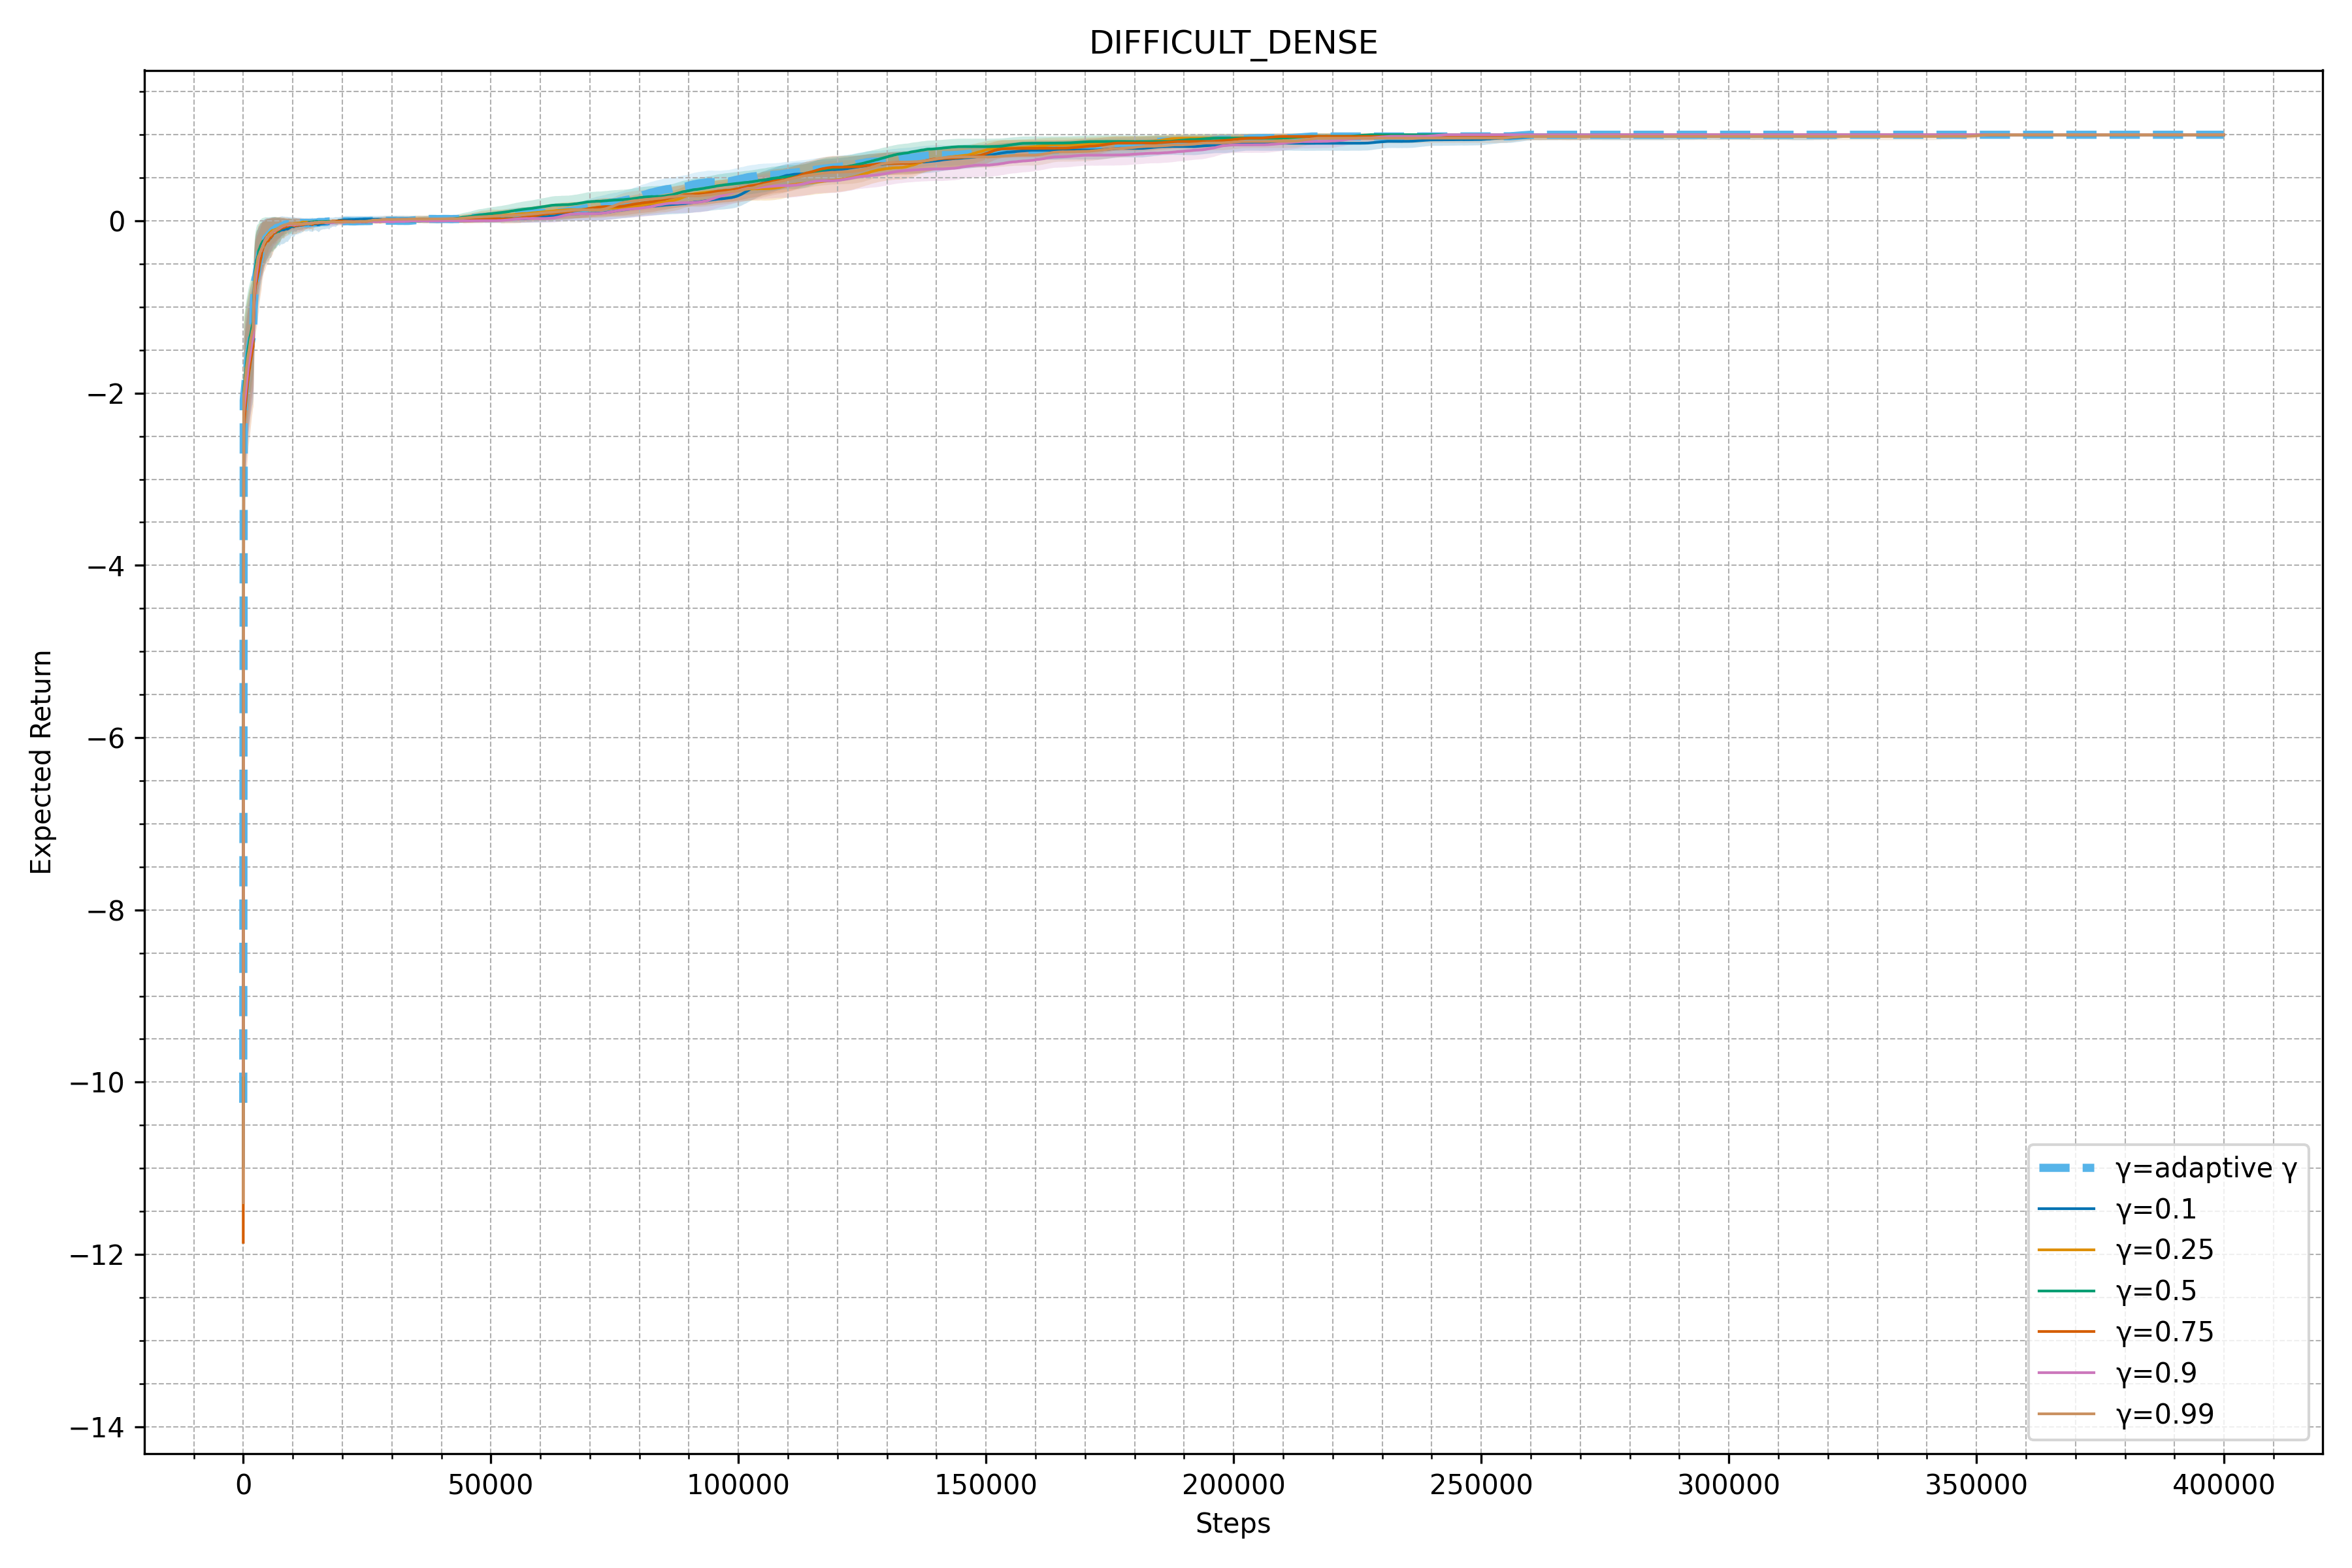 DIFFICULT_DENSE
Expected Return
0
−2
−4
−6
−8
−10
−12
−14
γ=adaptive γ
γ=0.1
γ=0.25
γ=0.5
γ=0.75
γ=0.9
γ=0.99
0 50000 100000 150000 200000 250000 300000 350000 400000
Steps